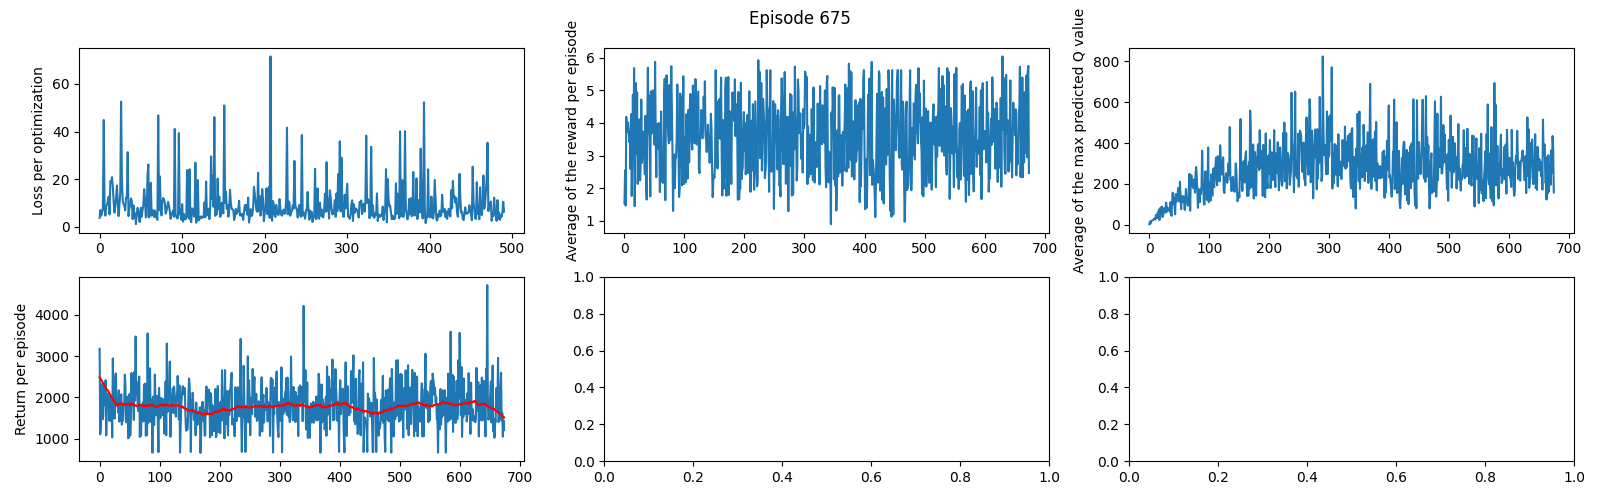 Episode 675
Loss per optimization
60
40
20
0
0 100 200 300 400 500
Average of the reward per episode
6
5
4
3
2
1
0 100 200 300 400 500 600 700
Average of the max predicted Q value
800
600
400
200
0
0 100 200 300 400 500 600 700
Return per episode
4000
3000
2000
1000
0 100 200 300 400 500 600 700
1.0
0.8
0.6
0.4
0.2
0.0
0.0 0.2 0.4 0.6 0.8 1.0
1.0
0.8
0.6
0.4
0.2
0.0
0.0 0.2 0.4 0.6 0.8 1.0